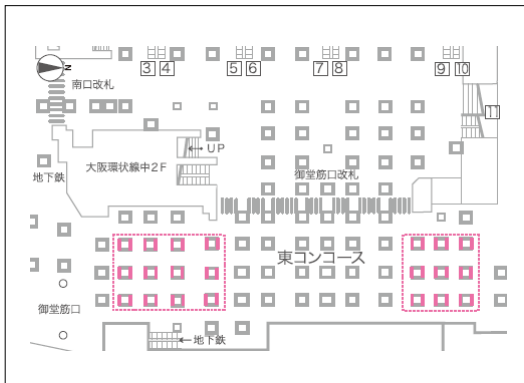 N
3 4 5 6 7 8 9 10
南口改札
11
←UP
大阪環状線中2F
地下鉄
御堂筋口改札
東コンコース
御堂筋口
←地下鉄